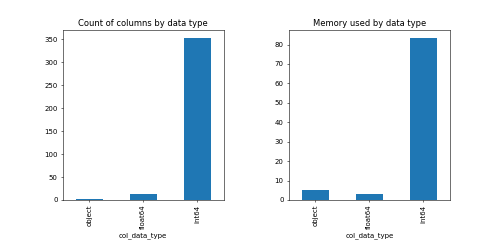 Count of columns by data type
350
300
250
200
150
100
50
0
object
float64
int64
col_data_type
Memory used by data type
80
70
60
50
40
30
20
10
0
object
float64
int64
col_data_type